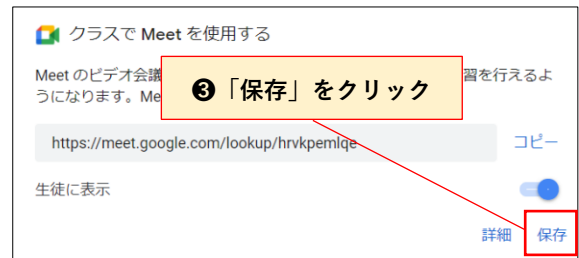 クラスで Meet を使用する
Meet のビデオ会議 習を行えるよ
うになります。Me
❸「保存」をクリック
https://meet.google.com/lookup/hrvkpemlqe
コピー
生徒に表示
詳細 保存